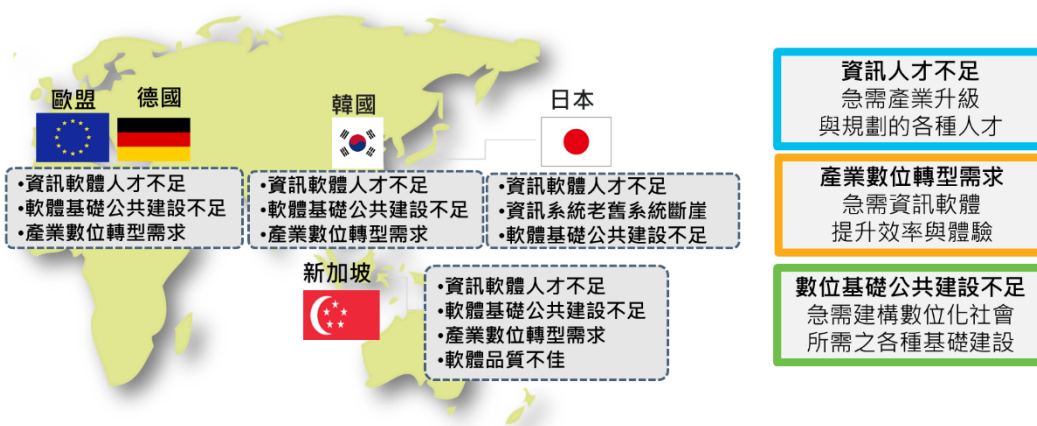 歐盟
德國
韓國
日本
•資訊軟體人才不足
•軟體基礎公共建設不足
•產業數位轉型需求
•資訊軟體人才不足
•軟體基礎公共建設不足
•產業數位轉型需求
•資訊軟體人才不足
•資訊系統老舊系統斷崖
•軟體基礎公共建設不足
新加坡
•資訊軟體人才不足
•軟體基礎公共建設不足
•產業數位轉型需求
•軟體品質不佳
資訊人才不足
急需產業升級
與規劃的各種人才
產業數位轉型需求
急需資訊軟體
提升效率與體驗
數位基礎公共建設不足
急需建構數位化社會
所需之各種基礎建設